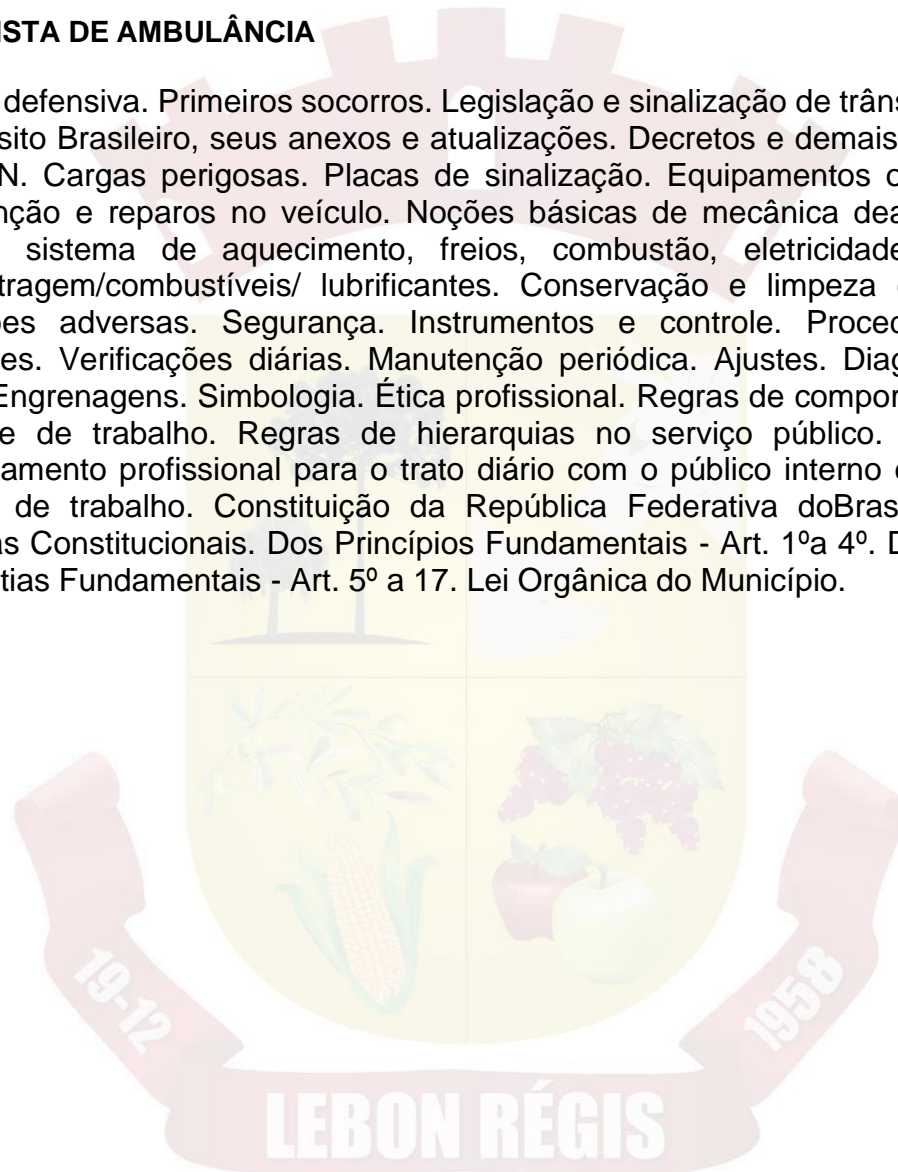 ISTA DE AMBULÂNCIA
defensiva. Primeiros socorros. Legislação e sinalização de trâns
sito Brasileiro, seus anexos e atualizações. Decretos e demais
N. Cargas perigosas. Placas de sinalização. Equipamentos o
nção e reparos no veículo. Noções básicas de mecânica dea
sistema de aquecimento, freios, combustão, eletricidade
tragem/combustíveis/ lubrificantes. Conservação e limpeza
ões adversas. Segurança. Instrumentos e controle. Proced
es. Verificações diárias. Manutenção periódica. Ajustes. Diag
Engrenagens. Simbologia. Ética profissional. Regras de compor
e de trabalho. Regras de hierarquias no serviço público.
amento profissional para o trato diário com o público interno e
de trabalho. Constituição da República Federativa doBras
as Constitucionais. Dos Princípios Fundamentais - Art. 1ºa 4º. D
tias Fundamentais - Art. 5º a 17. Lei Orgânica do Município.
19-12
1958
LEBON RÉGIS